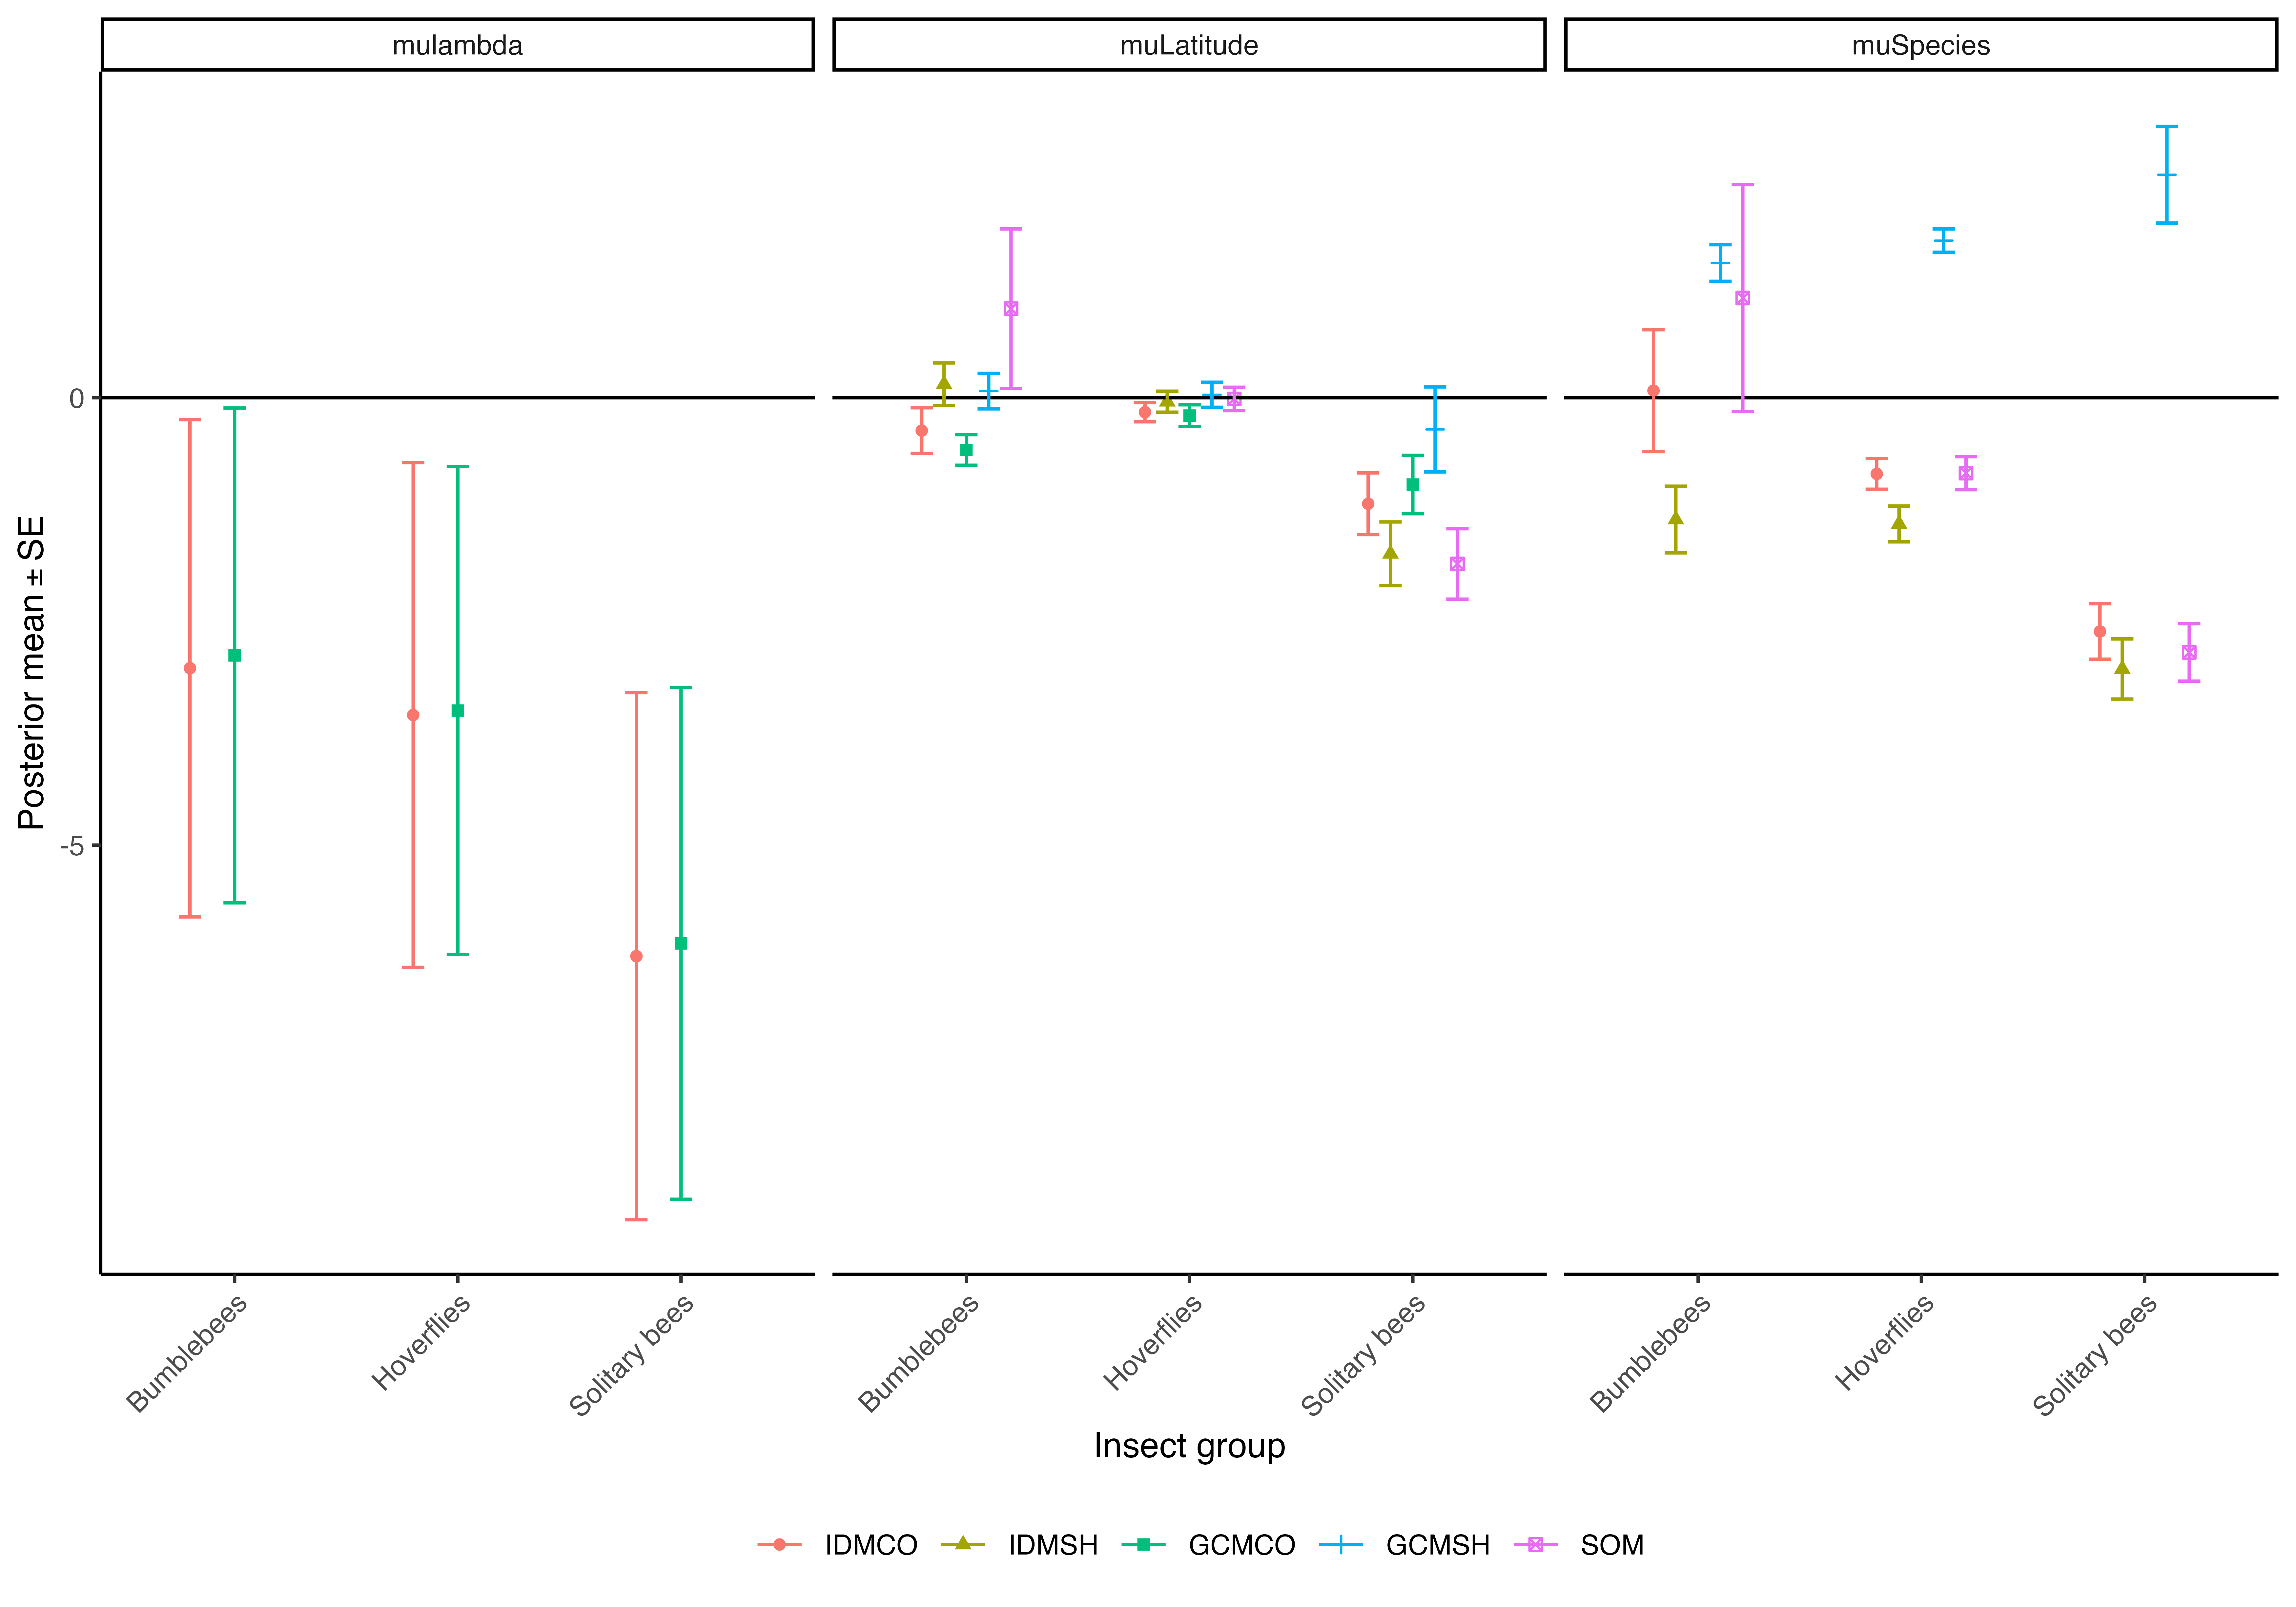 mulambda muLatitude muSpecies
Posterior mean ± SE
0
-5
Bumblebees Hoverflies Solitary bees Bumblebees Hoverflies Solitary bees Bumblebees Hoverflies Solitary bees
Insect group
IDMCO IDMSH GCMCO GCMSH SOM